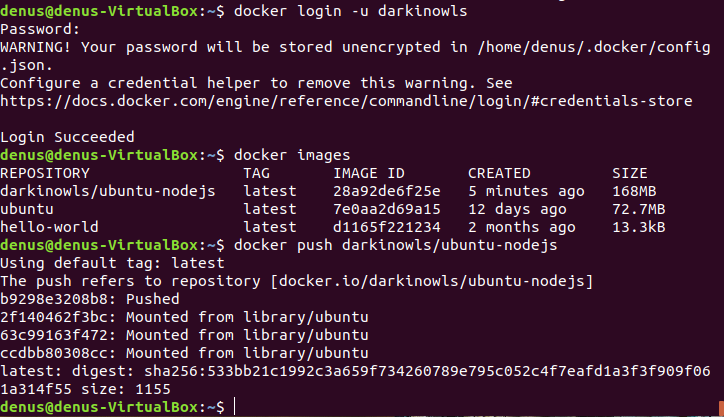 denus@denus-VirtualBox:~$ docker login -u darkinowls
Password:
WARNING! Your password will be stored unencrypted in /home/denus/.docker/config
.json.
Configure a credential helper to remove this warning. See
https://docs.docker.com/engine/reference/commandline/login/#credentials-store

Login Succeeded
denus@denus-VirtualBox:~$ docker images
REPOSITORY                 TAG       IMAGE ID       CREATED         SIZE
darkinowls/ubuntu-nodejs   latest    28a92de6f25e   5 minutes ago   168MB
ubuntu                     latest    7e0aa2d69a15   12 days ago     72.7MB
hello-world                latest    d1165f221234   2 months ago    13.3kB
denus@denus-VirtualBox:~$ docker push darkinowls/ubuntu-nodejs
Using default tag: latest
The push refers to repository [docker.io/darkinowls/ubuntu-nodejs]
b9298e3208b8: Pushed
2f140462f3bc: Mounted from library/ubuntu
63c99163f472: Mounted from library/ubuntu
ccdbb80308cc: Mounted from library/ubuntu
latest: digest: sha256:533bb21c1992c3a659f734260789e795c052c4f7eafd1a3f3f909f06
1a314f55 size: 1155
denus@denus-VirtualBox:~$